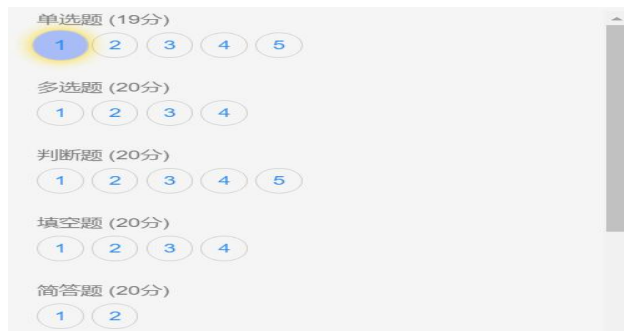 单选题 (19分)
1 2 3 4 5
多选题 (20分)
1 2 3 4
判断题 (20分)
1 2 3 4 5
填空题 (20分)
1 2 3 4
简答题 (20分)
1 2